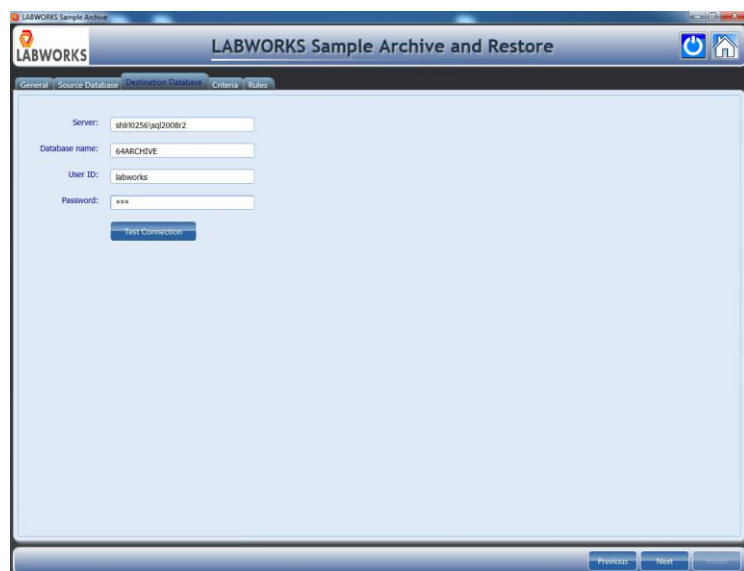 LABWORKS Sample Archive
LABWORKS
LABWORKS Sample Archive and Restore
General Source Database Destination Database Criteria Rules
Server: shirl0256\sql2008r2
Database name: 64ARCHIVE
User ID: labworks
Password: ***
Test Connection
Previous Next Finish